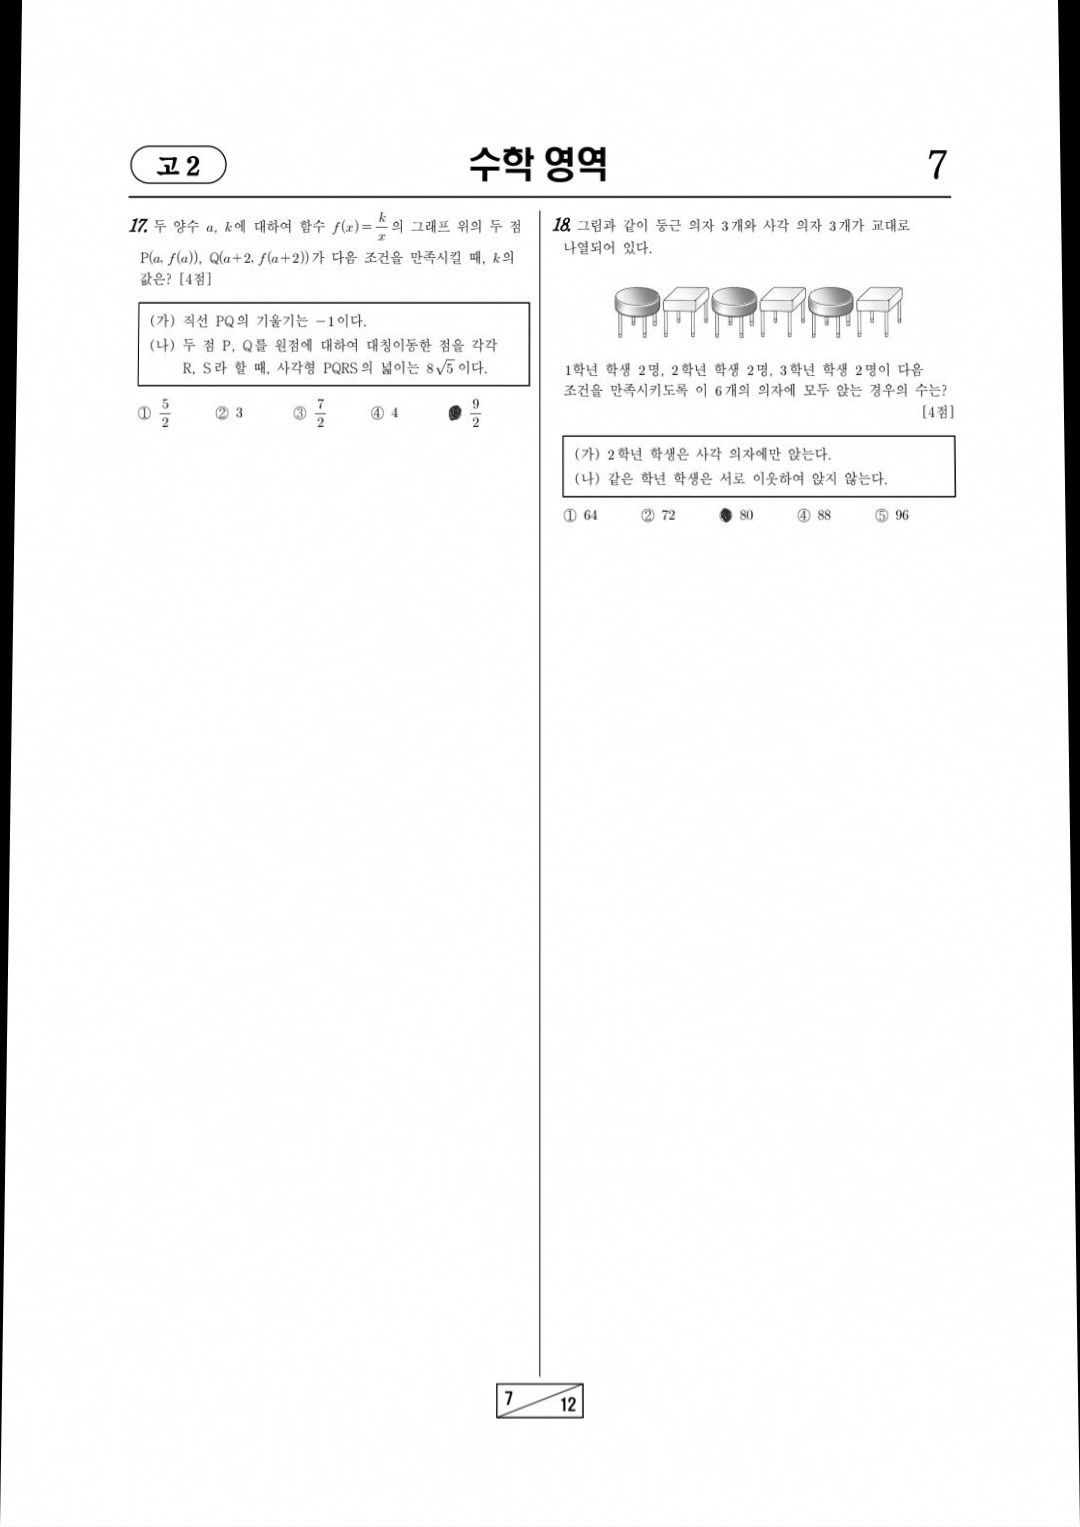 고 2
수학 영역
7
17. 두 양수 a, k에 대하여 함수 f(x)=k/x의 그래프 위의 두 점
P(a, f(a)), Q(a+2, f(a+2))가 다음 조건을 만족시킬 때, k의
값은? [4점]
(가) 직선 PQ의 기울기는 −1이다.
(나) 두 점 P, Q를 원점에 대하여 대칭이동한 점을 각각
R, S라 할 때, 사각형 PQRS의 넓이는 8√5이다.
① 5/2 ② 3 ③ 7/2 ④ 4 9/2
18. 그림과 같이 둥근 의자 3개와 사각 의자 3개가 교대로
나열되어 있다.
1학년 학생 2명, 2학년 학생 2명, 3학년 학생 2명이 다음
조건을 만족시키도록 이 6개의 의자에 모두 앉는 경우의 수는?
[4점]
(가) 2학년 학생은 사각 의자에만 앉는다.
(나) 같은 학년 학생은 서로 이웃하여 앉지 않는다.
① 64 ② 72 80 ④ 88 ⑤ 96
7
12